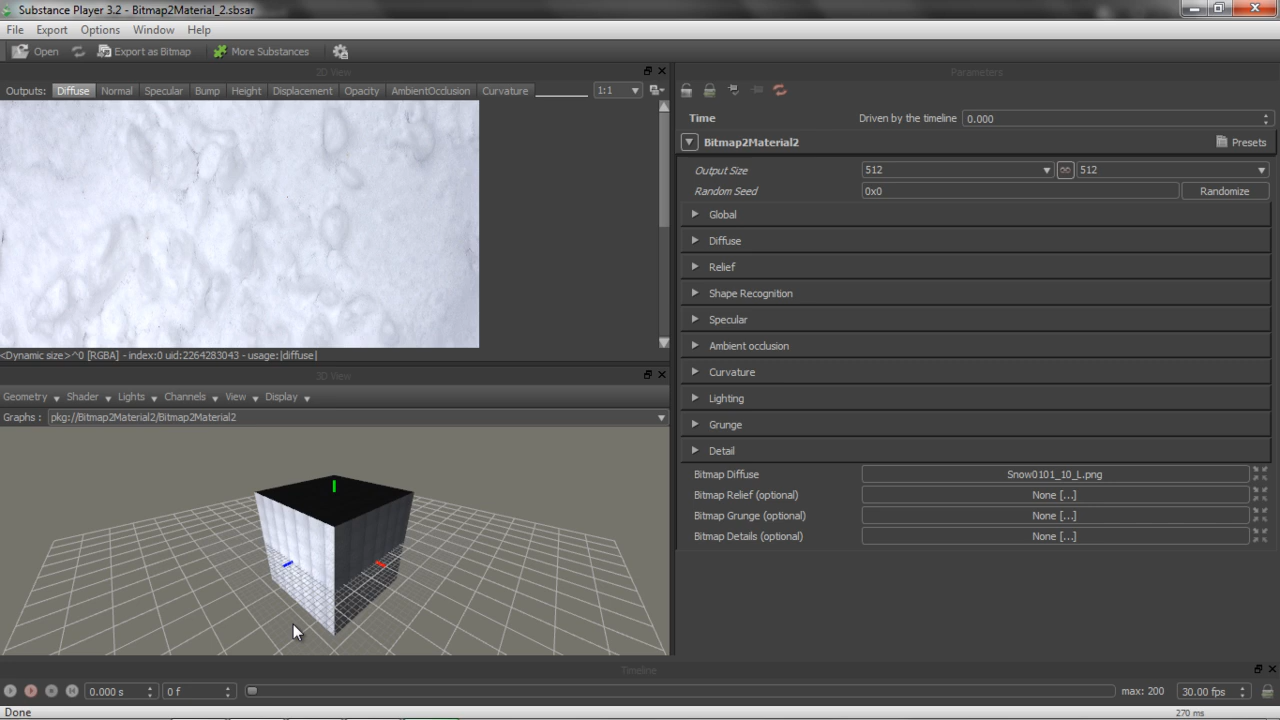 Substance Player 3.2 - Bitmap2Material_2.sbsar
File Export Options Window Help
Open Export as Bitmap More Substances
2D View
Outputs: Diffuse Normal Specular Bump Height Displacement Opacity AmbientOcclusion Curvature 1:1
<Dynamic size>^0 [RGBA] - index:0 uid:2264283043 - usage:|diffuse|
3D View
Geometry Shader Lights Channels View Display
Graphs : pkg://Bitmap2Material2/Bitmap2Material2
Parameters
Time Driven by the timeline 0.000
Bitmap2Material2 Presets
Output Size 512 512
Random Seed 0x0 Randomize
Global
Diffuse
Relief
Shape Recognition
Specular
Ambient occlusion
Curvature
Lighting
Grunge
Detail
Bitmap Diffuse Snow0101_10_L.png
Bitmap Relief (optional) None [...]
Bitmap Grunge (optional) None [...]
Bitmap Details (optional) None [...]
Timeline
0.000 s 0 f max: 200 30.00 fps
Done 270 ms